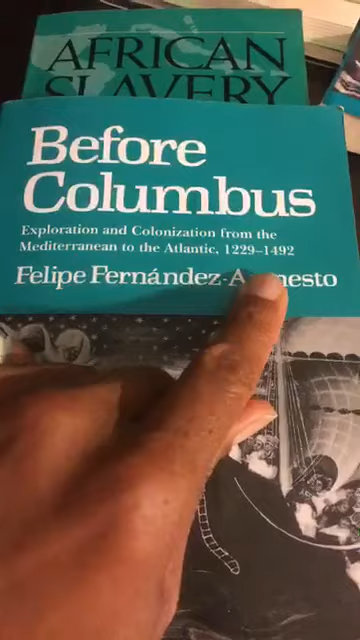 AFRICAN
SLAVERY
Before
Columbus
Exploration and Colonization from the
Mediterranean to the Atlantic, 1229–1492
Felipe